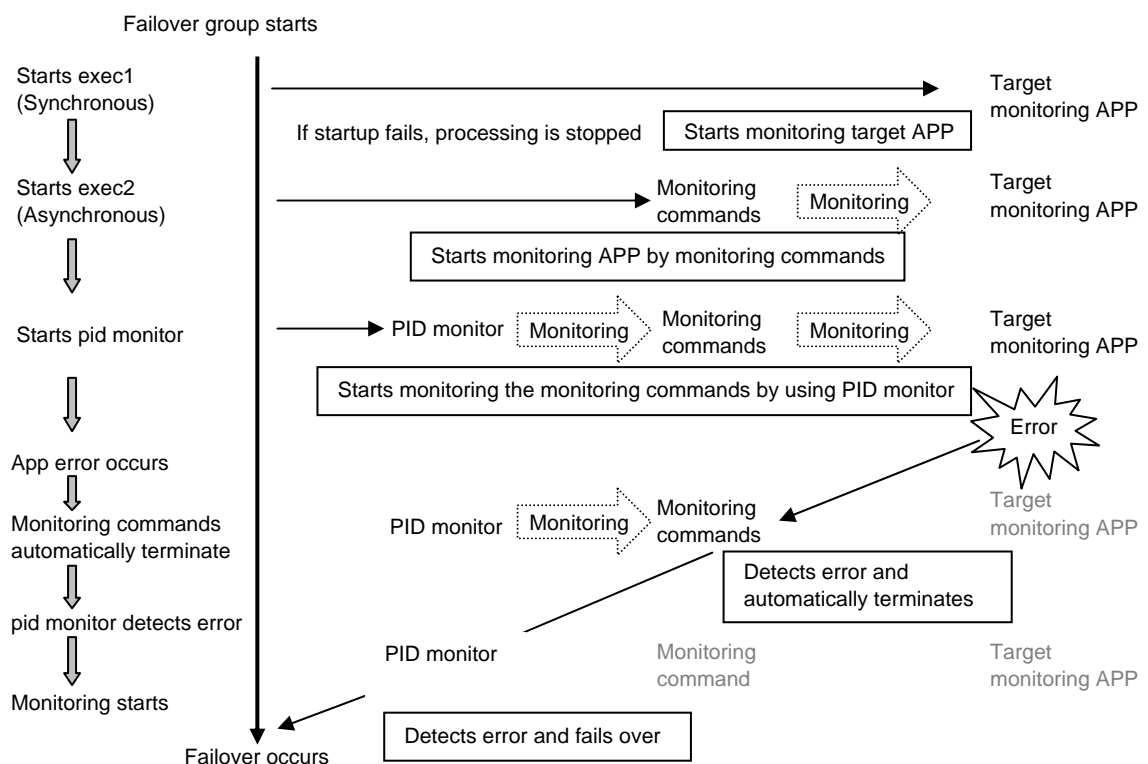 Failover group starts
Starts exec1
(Synchronous)
Target
monitoring APP
If startup fails, processing is stopped
Starts monitoring target APP
Starts exec2
(Asynchronous)
Monitoring
commands
Monitoring
Target
monitoring APP
Starts monitoring APP by monitoring commands
Starts pid monitor
PID monitor
Monitoring
Monitoring
commands
Monitoring
Target
monitoring APP
Starts monitoring the monitoring commands by using PID monitor
Error
App error occurs
Monitoring commands
automatically terminate
PID monitor
Monitoring
Monitoring
commands
Target
monitoring APP
Detects error and
automatically terminates
pid monitor detects error
PID monitor
Monitoring
command
Target
monitoring APP
Monitoring starts
Detects error and fails over
Failover occurs